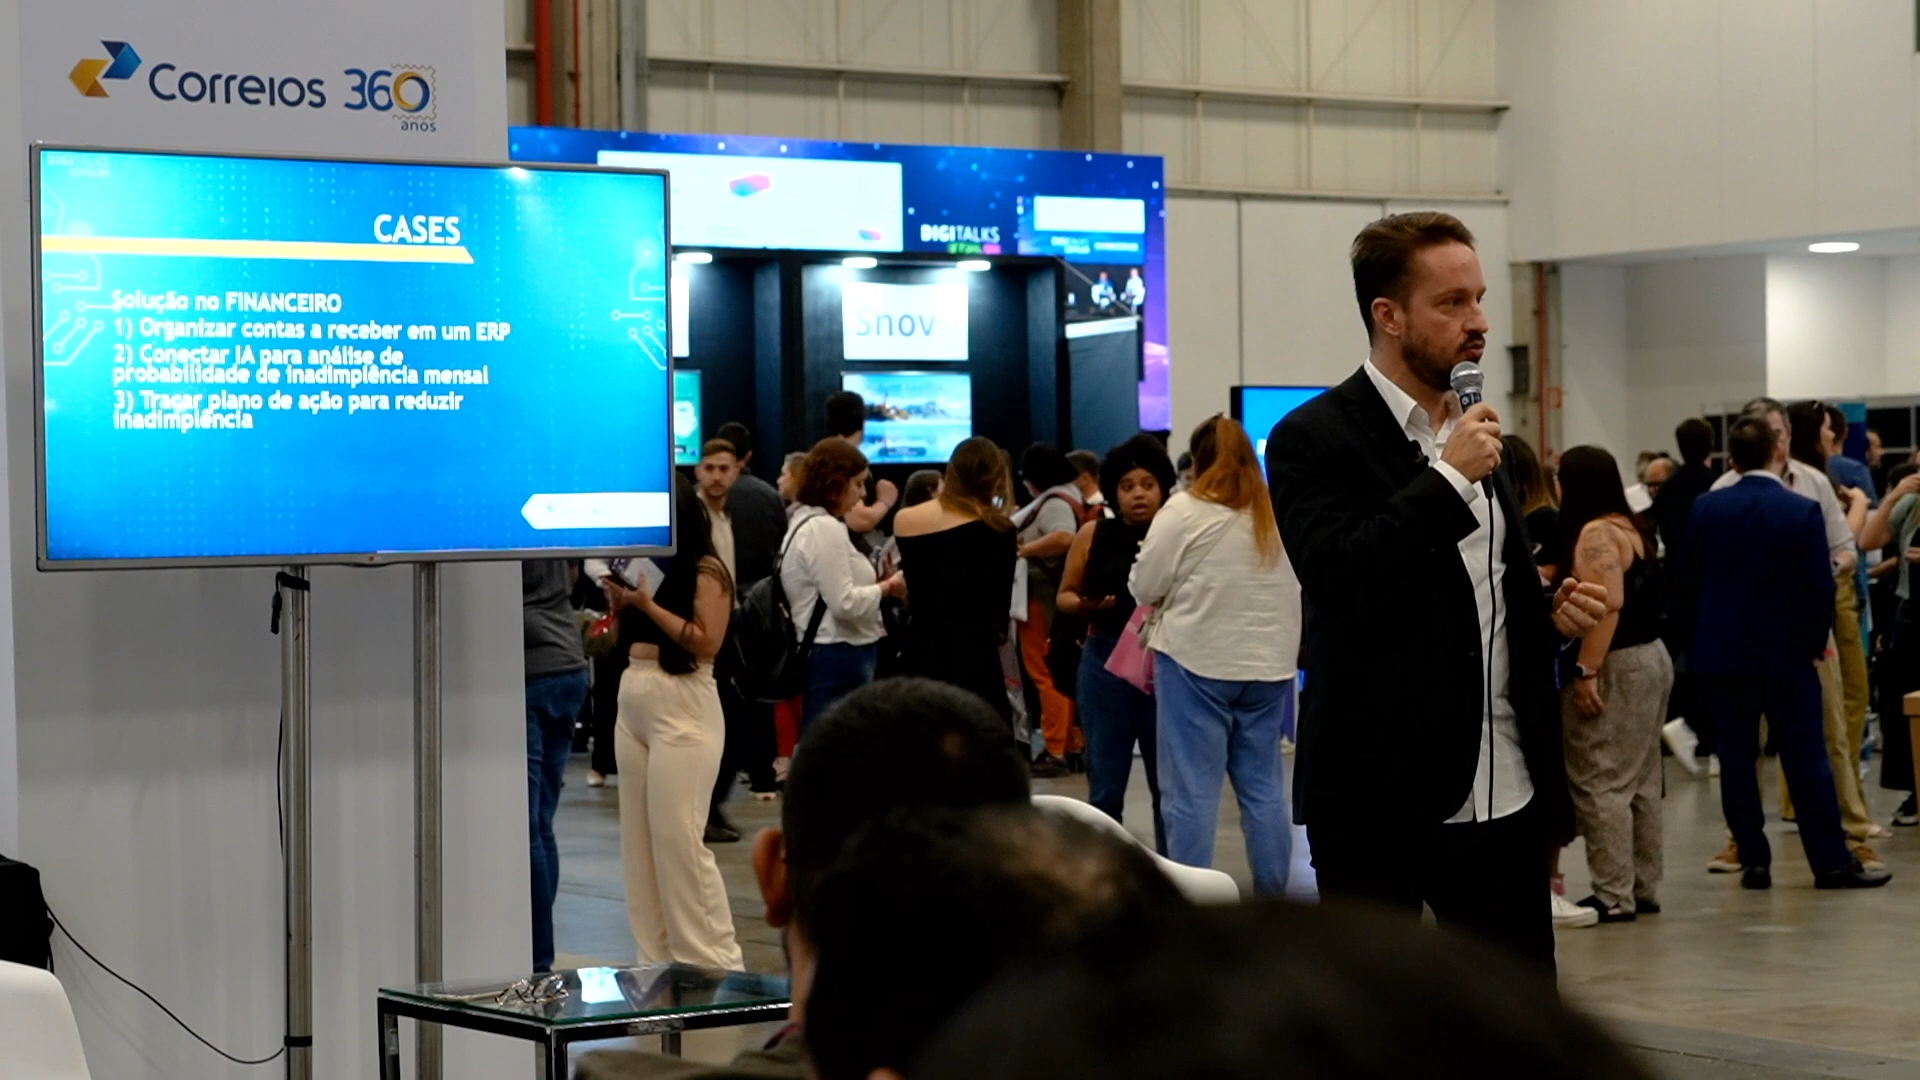 Correios 360
anos
DIGITALKS
CASES
Solução no FINANCEIRO
1) Organizar contas a receber em um ERP
2) Conectar IA para análise de
probabilidade de inadimplência mensal
3) Traçar plano de ação para reduzir
inadimplência
DIGITALKS
Snov